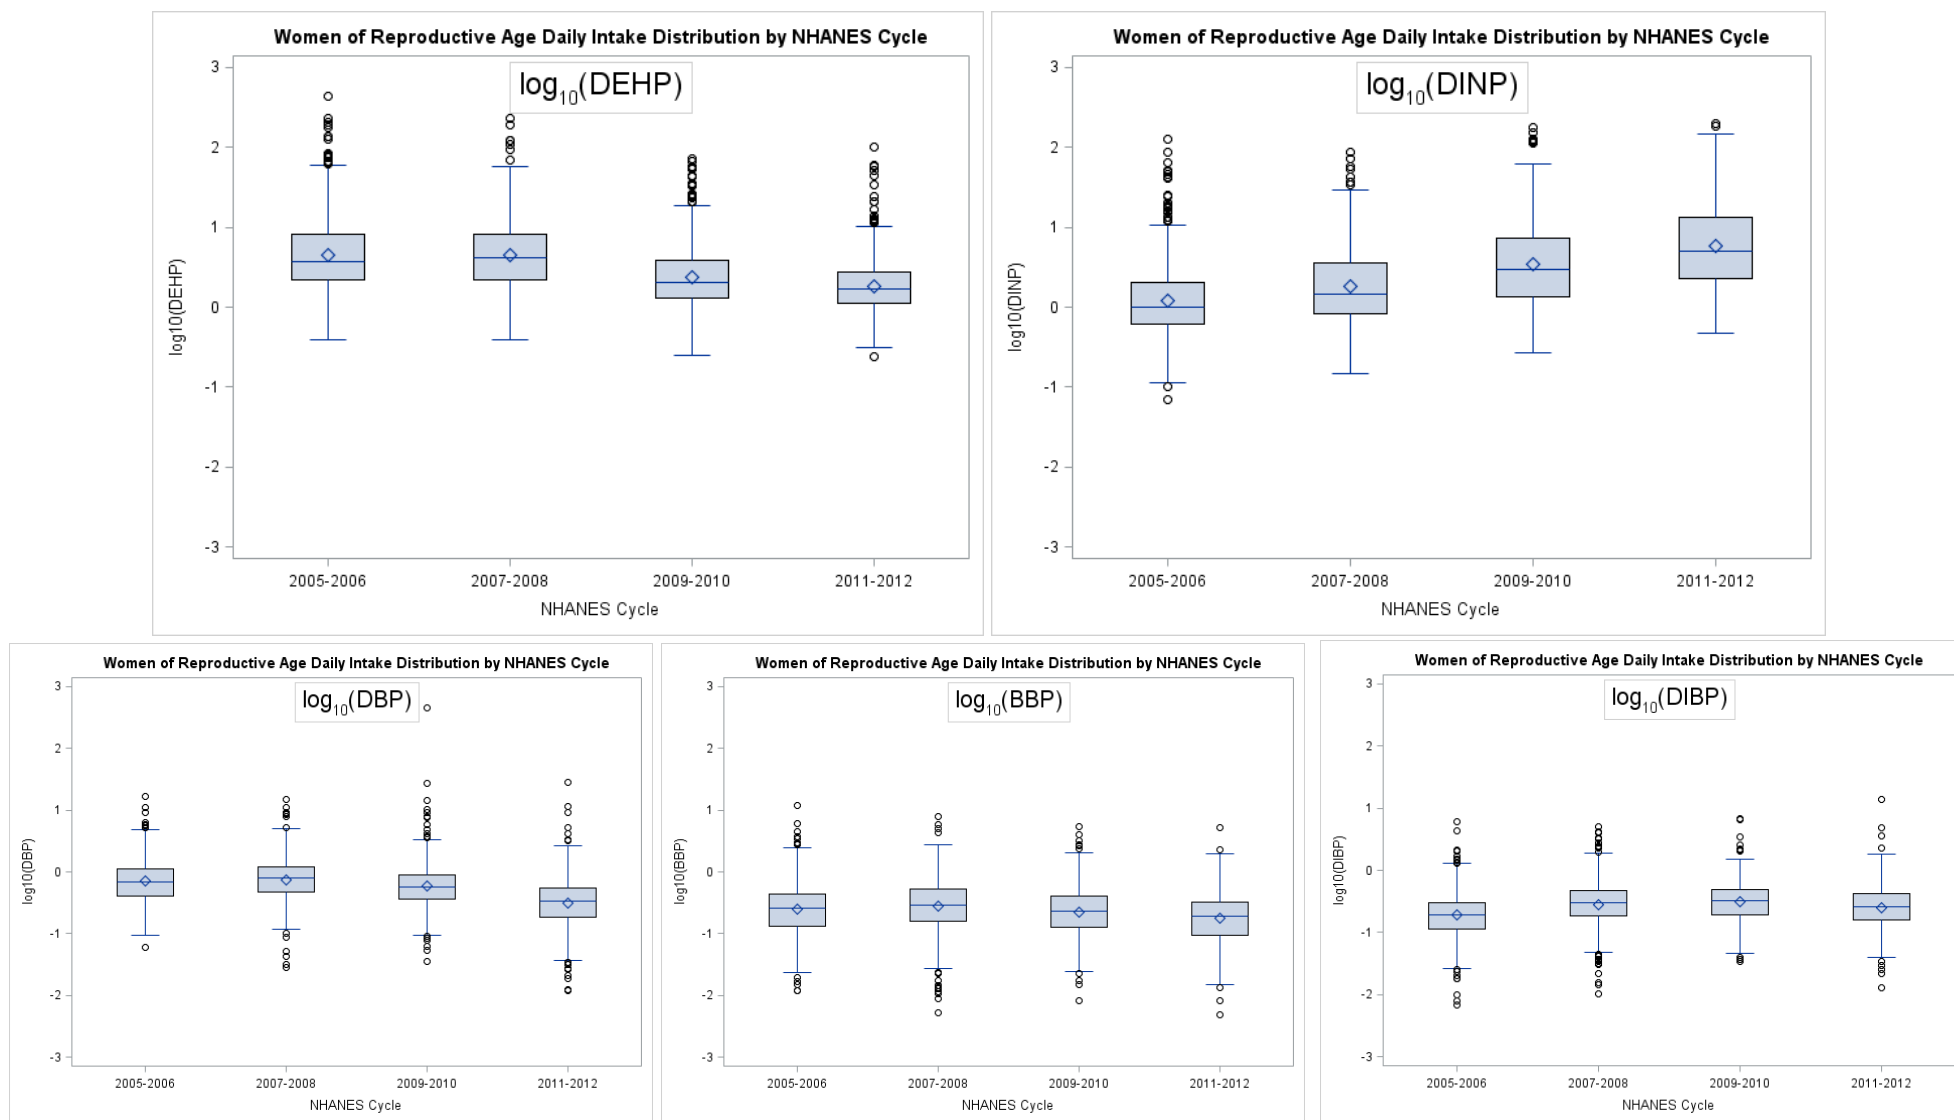 Women of Reproductive Age Daily Intake Distribution by NHANES Cycle
log10(DEHP)
3
2
1
0
-1
-2
-3
log10(DEHP)
2005-2006 2007-2008 2009-2010 2011-2012
NHANES Cycle
Women of Reproductive Age Daily Intake Distribution by NHANES Cycle
log10(DINP)
3
2
1
0
-1
-2
-3
log10(DINP)
2005-2006 2007-2008 2009-2010 2011-2012
NHANES Cycle
Women of Reproductive Age Daily Intake Distribution by NHANES Cycle
log10(DBP)
3
2
1
0
-1
-2
-3
log10(DBP)
2005-2006 2007-2008 2009-2010 2011-2012
NHANES Cycle
Women of Reproductive Age Daily Intake Distribution by NHANES Cycle
log10(BBP)
3
2
1
0
-1
-2
-3
log10(BBP)
2005-2006 2007-2008 2009-2010 2011-2012
NHANES Cycle
Women of Reproductive Age Daily Intake Distribution by NHANES Cycle
log10(DIBP)
3
2
1
0
-1
-2
-3
log10(DIBP)
2005-2006 2007-2008 2009-2010 2011-2012
NHANES Cycle